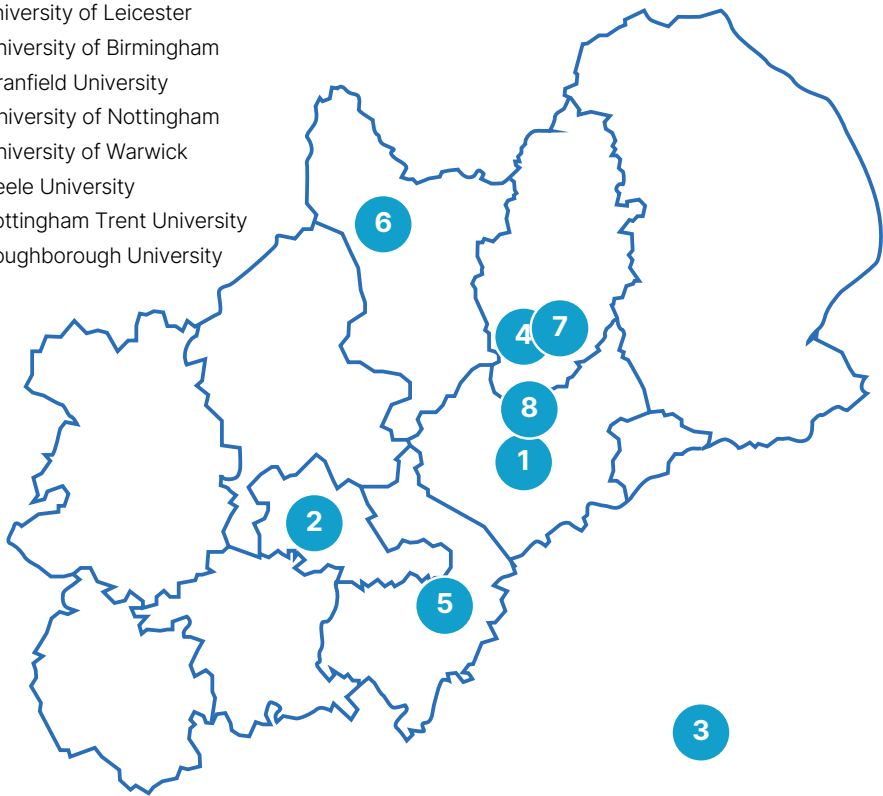 niversity of Leicester
niversity of Birmingham
ranfield University
niversity of Nottingham
niversity of Warwick
eele University
ottingham Trent University
oughborough University
6
4
7
8
1
2
5
3